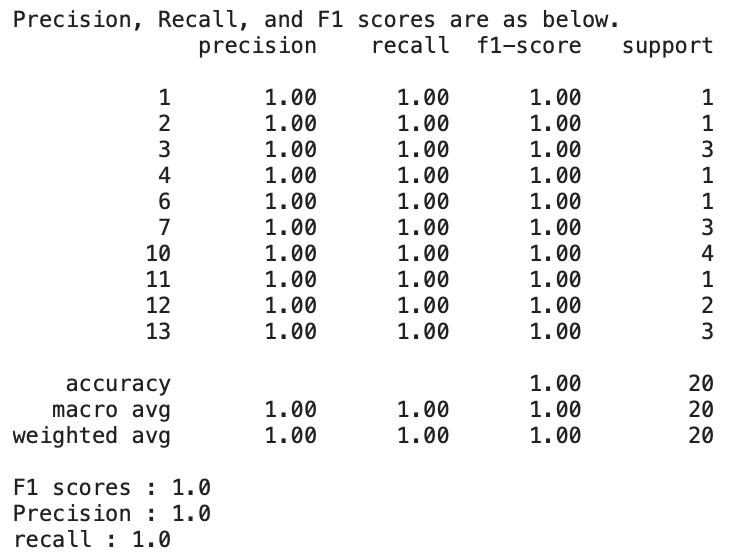 Precision, Recall, and F1 scores are as below.
precision recall f1-score support
1 1.00 1.00 1.00 1
2 1.00 1.00 1.00 1
3 1.00 1.00 1.00 3
4 1.00 1.00 1.00 1
6 1.00 1.00 1.00 1
7 1.00 1.00 1.00 3
10 1.00 1.00 1.00 4
11 1.00 1.00 1.00 1
12 1.00 1.00 1.00 2
13 1.00 1.00 1.00 3
accuracy 1.00 20
macro avg 1.00 1.00 1.00 20
weighted avg 1.00 1.00 1.00 20
F1 scores : 1.0
Precision : 1.0
recall : 1.0